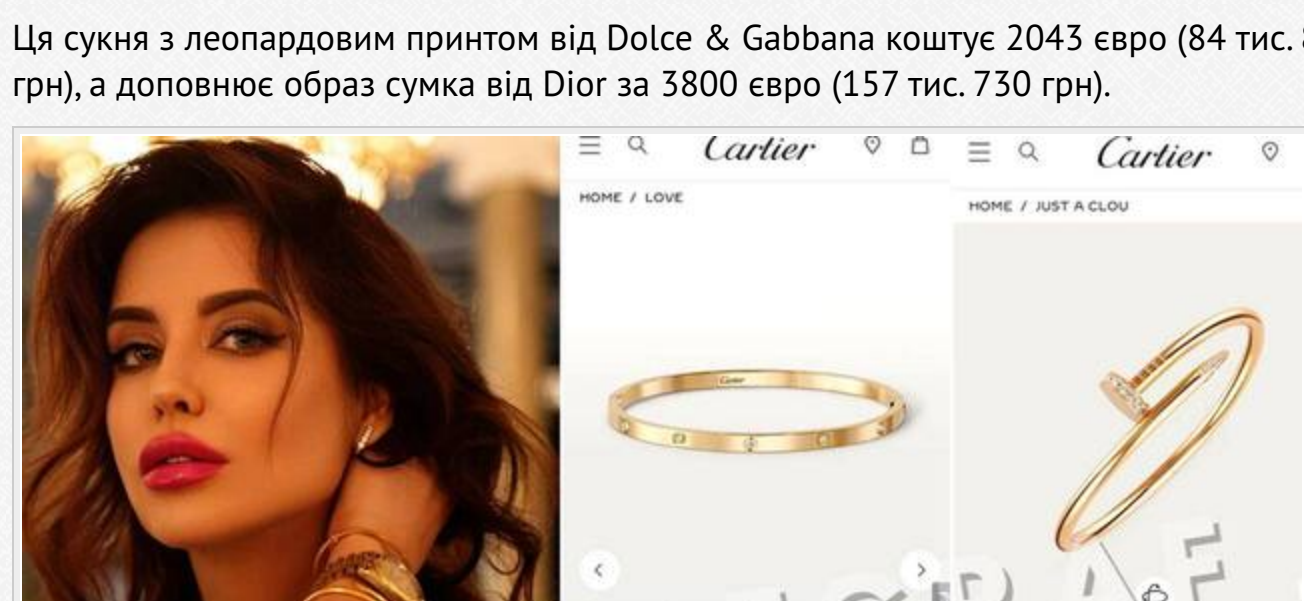 Ця сукня з леопардовим принтом від Dolce & Gabbana коштує 2043 євро (84 тис.
грн), а доповнює образ сумка від Dior за 3800 євро (157 тис. 730 грн).
Cartier
Cartier
HOME / LOVE
HOME / JUST A CLOU
Cartier